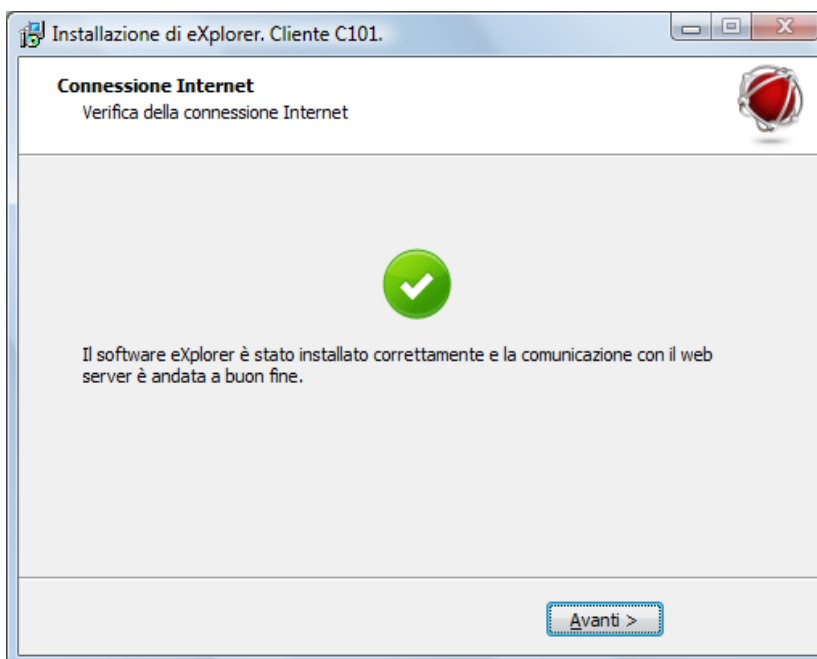 Installazione di eXplorer. Cliente C101.
Connessione Internet
Verifica della connessione Internet
Il software eXplorer è stato installato correttamente e la comunicazione con il web
server è andata a buon fine.
Avanti >